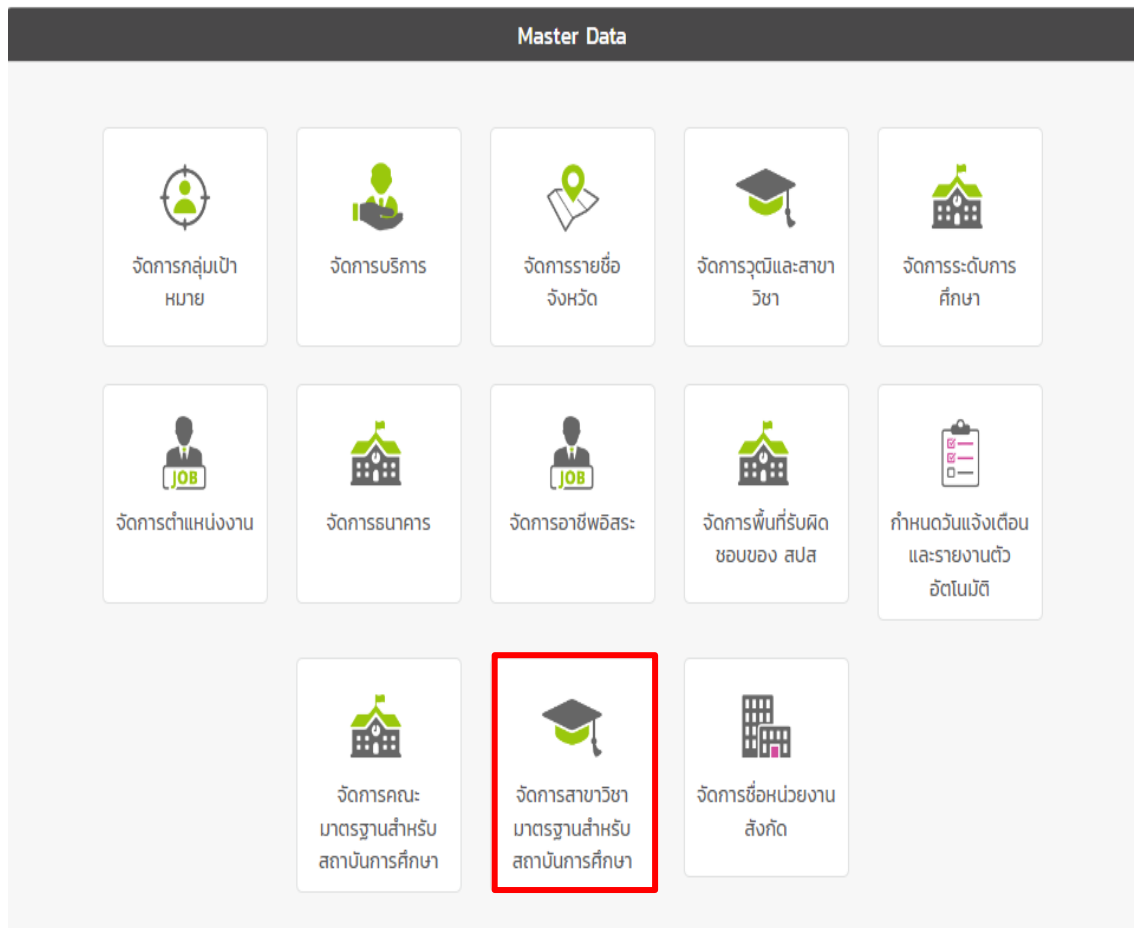 Master Data
จัดการกลุ่มเป้า
หมาย
จัดการบริการ
จัดการรายชื่อ
จังหวัด
จัดการวุฒิและสาขา
วิชา
จัดการระดับการ
ศึกษา
JOB
จัดการตำแหน่งงาน
จัดการธนาคาร
JOB
จัดการอาชีพอิสระ
จัดการพื้นที่รับผิด
ชอบของ สปส
กำหนดวันแจ้งเตือน
และรายงานตัว
อัตโนมัติ
จัดการคณะ
มาตรฐานสำหรับ
สถาบันการศึกษา
จัดการสาขาวิชา
มาตรฐานสำหรับ
สถาบันการศึกษา
จัดการชื่อหน่วยงาน
สังกัด